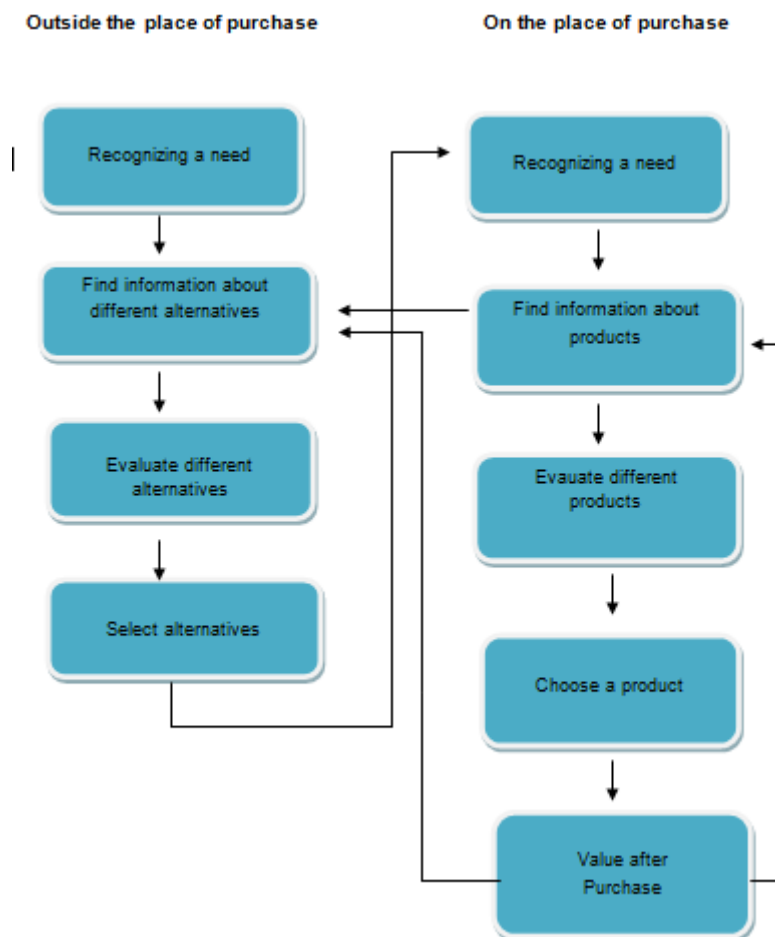 Outside the place of purchase
On the place of purchase
Recognizing a need
Find information about
different alternatives
Evaluate different
alternatives
Select alternatives
Recognizing a need
Find information about
products
Evauate different
products
Choose a product
Value after
Purchase